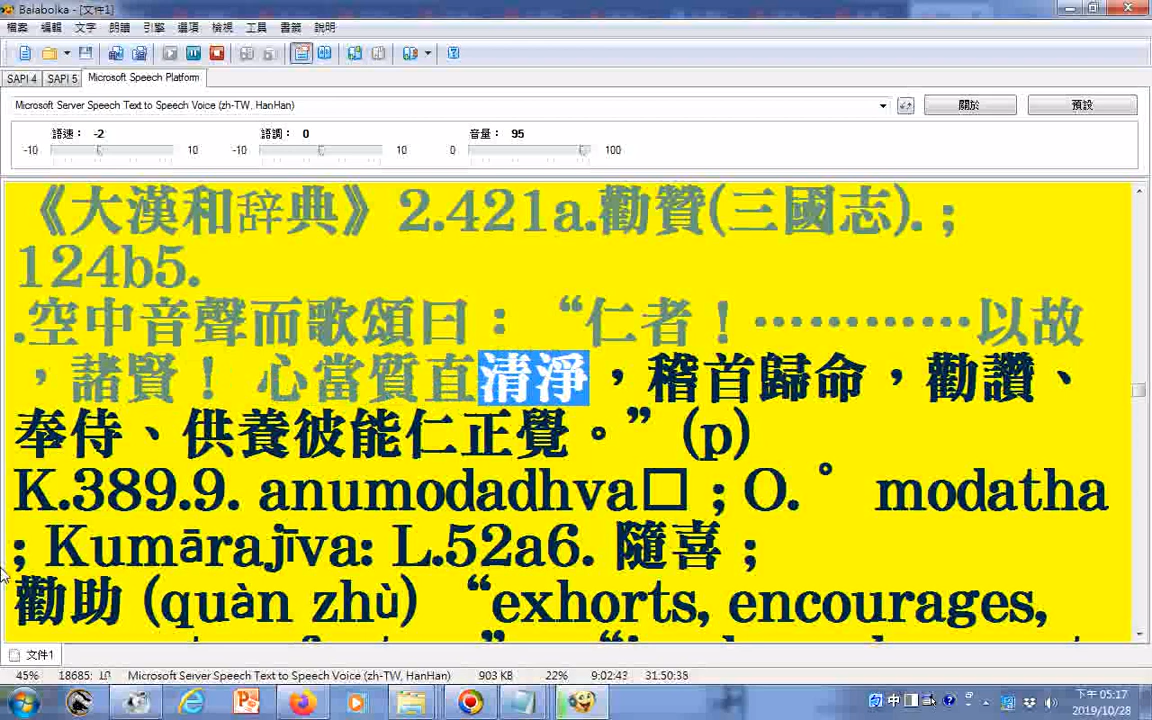 Balabolka - [文件1]
檔案 編輯 文字 朗讀 引擎 選項 檢視 工具 書籤 說明
SAPI 4 SAPI 5 Microsoft Speech Platform
Microsoft Server Speech Text to Speech Voice (zh-TW, HanHan) 關於 預設
語速： -2 語調： 0 音量： 95
-10 10 -10 10 0 100
《大漢和辞典》2.421a.勸贊(三國志).；
124b5.
.空中音聲而歌頌曰：“仁者！…………以故
，諸賢！ 心當質直清淨，稽首歸命，勸讚、
奉侍、供養彼能仁正覺。”(p)
K.389.9. anumodadhva□；O.゜ modatha
；Kumārajīva: L.52a6. 隨喜；
勸助 (quàn zhù) “exhorts, encourages,
文件1
45% 18685: 10 Microsoft Server Speech Text to Speech Voice (zh-TW, HanHan) 903 KB 22% 9:02:43 31:50:38
中 下午 05:17
2019/10/28